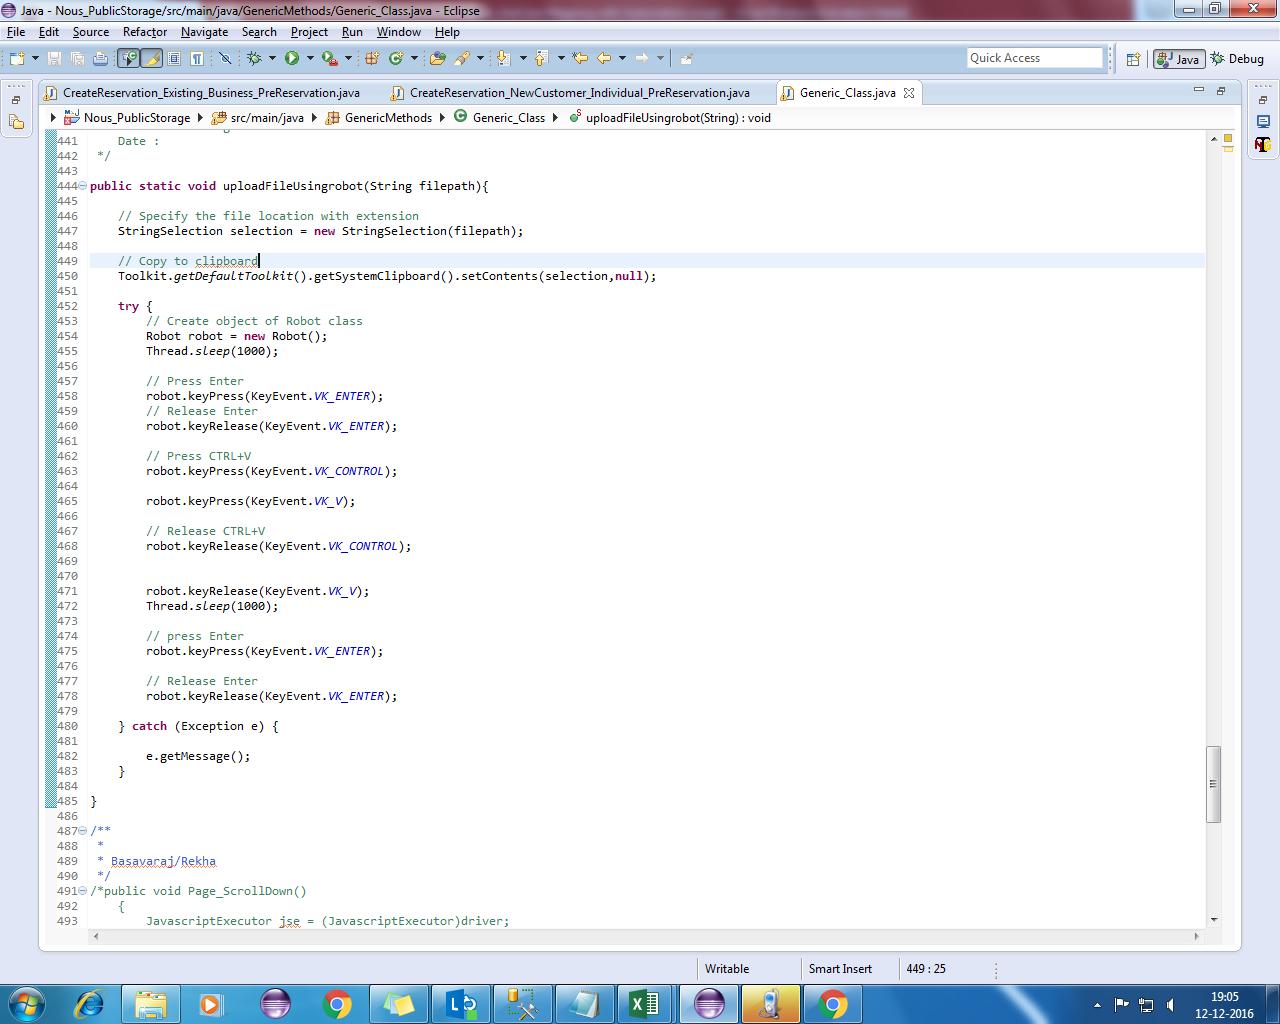 Java - Nous_PublicStorage/src/main/java/GenericMethods/Generic_Class.java - Eclipse
File Edit Source Refactor Navigate Search Project Run Window Help
Quick Access
Java
Debug
CreateReservation_Existing_Business_PreReservation.java
CreateReservation_NewCustomer_Individual_PreReservation.java
Generic_Class.java
Nous_PublicStorage
src/main/java
GenericMethods
Generic_Class
uploadFileUsingrobot(String) : void
441 Date :
442 */
443
444 public static void uploadFileUsingrobot(String filepath){
445
446 // Specify the file location with extension
447 StringSelection selection = new StringSelection(filepath);
448
449 // Copy to clipboard
450 Toolkit.getDefaultToolkit().getSystemClipboard().setContents(selection,null);
451
452 try {
453 // Create object of Robot class
454 Robot robot = new Robot();
455 Thread.sleep(1000);
456
457 // Press Enter
458 robot.keyPress(KeyEvent.VK_ENTER);
459 // Release Enter
460 robot.keyRelease(KeyEvent.VK_ENTER);
461
462 // Press CTRL+V
463 robot.keyPress(KeyEvent.VK_CONTROL);
464
465 robot.keyPress(KeyEvent.VK_V);
466
467 // Release CTRL+V
468 robot.keyRelease(KeyEvent.VK_CONTROL);
469
470
471 robot.keyRelease(KeyEvent.VK_V);
472 Thread.sleep(1000);
473
474 // press Enter
475 robot.keyPress(KeyEvent.VK_ENTER);
476
477 // Release Enter
478 robot.keyRelease(KeyEvent.VK_ENTER);
479
480 } catch (Exception e) {
481
482 e.getMessage();
483 }
484
485 }
486
487 /**
488 *
489 * Basavaraj/Rekha
490 */
491 /*public void Page_ScrollDown()
492 {
493 JavascriptExecutor jse = (JavascriptExecutor)driver;
Writable
Smart Insert
449 : 25
19:05
12-12-2016